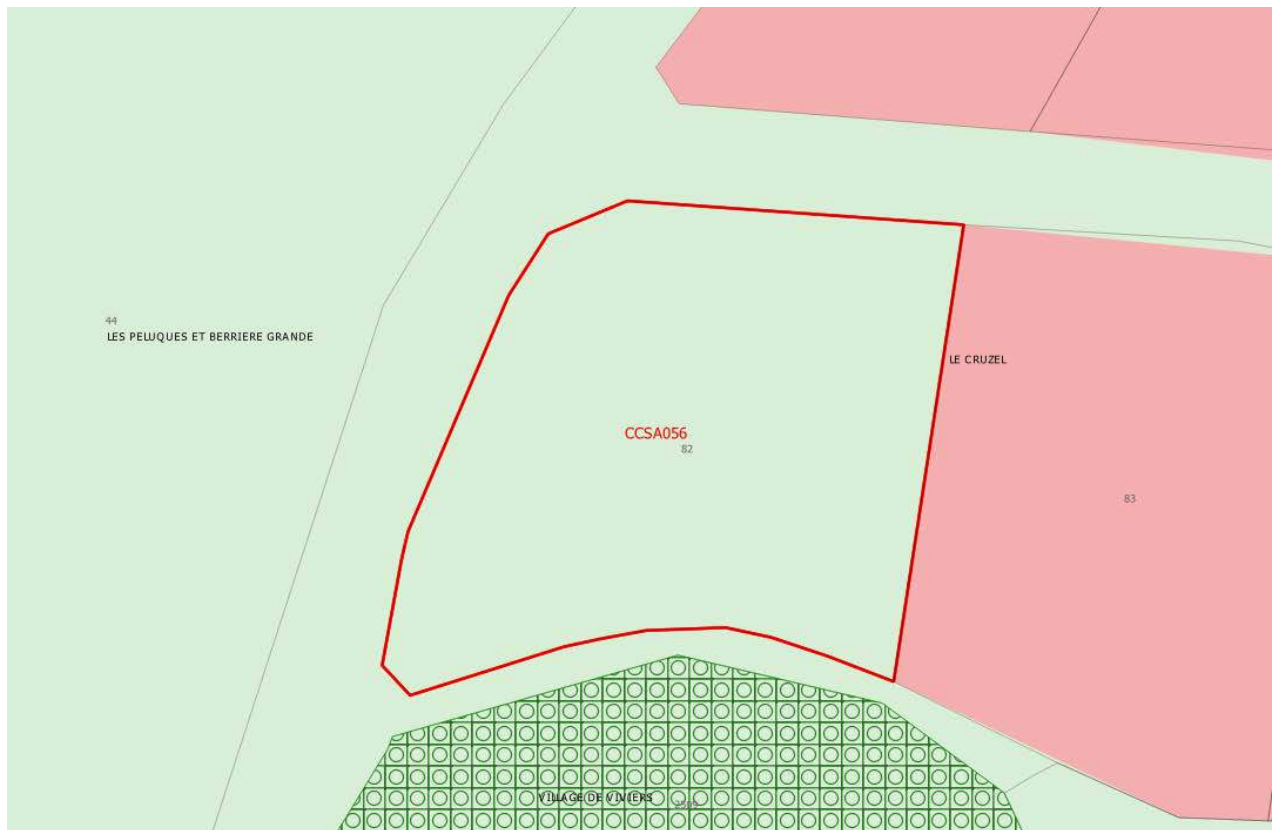 44
LES PELUQUES ET BERRIERE GRANDE
LE CRUZEL
CCSA056
82
83
VILLAGE DE VIVIERS